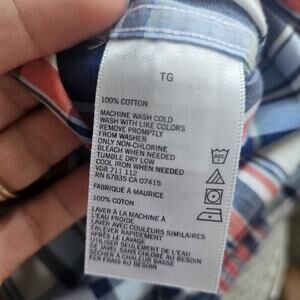 TG
100% COTTON
MACHINE WASH COLD
WASH WITH LIKE COLORS
REMOVE PROMPTLY
FROM WASHER
ONLY NON-CHLORINE
BLEACH WHEN NEEDED
TUMBLE DRY LOW
COOL IRON WHEN NEEDED
VDR 711 112
RN 67835 CA 07415
FABRIQUÉ À MAURICE
100% COTON
LAVER À LA MACHINE À
L'EAU FROIDE
LAVER AVEC COULEURS SIMILAIRES
ENLEVER RAPIDEMENT
APRÈS LE LAVAGE
UTILISER SEULEMENT DE L'EAU
DE JAVEL SANS CHLORE AU BESOIN
SÉCHER À CHALEUR BASSE
FER FRAIS AU BESOIN